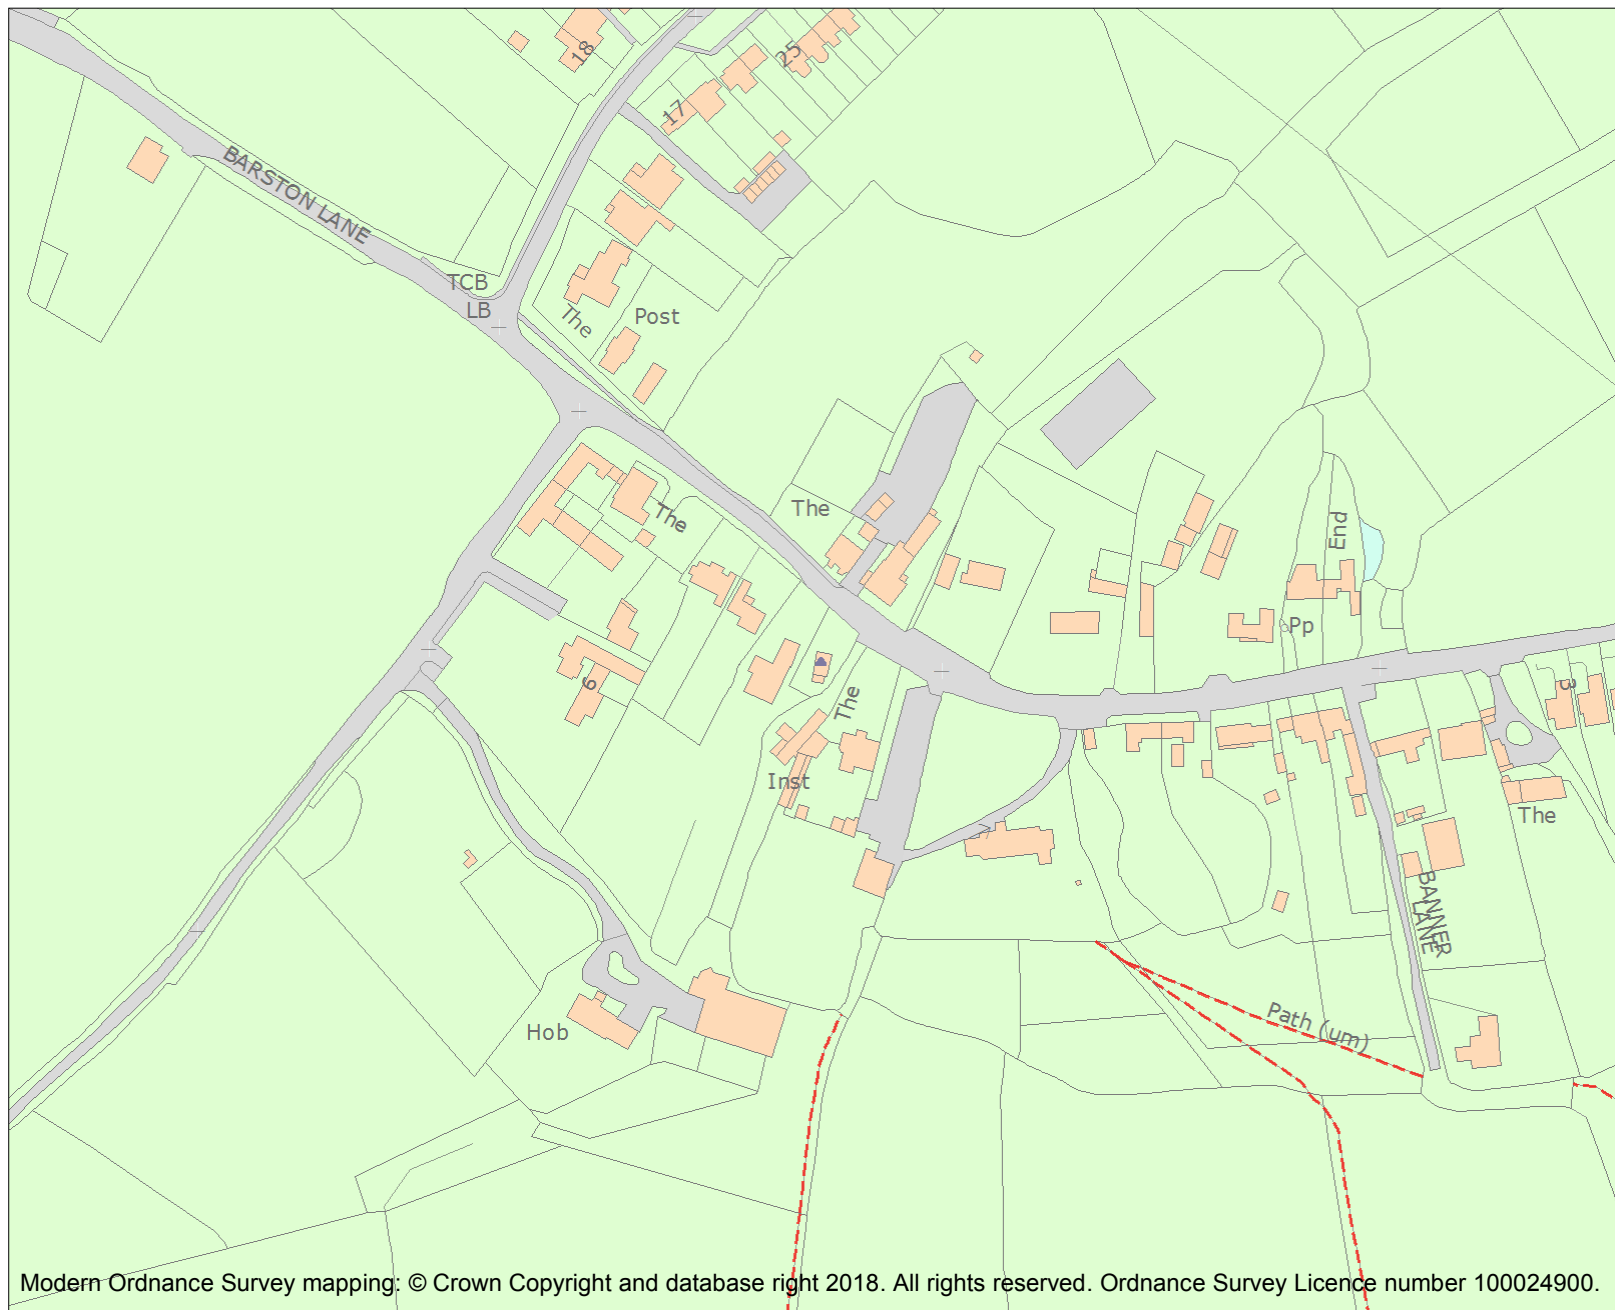 18
25
17
BARSTON LANE
TCB
LB
The
Post
The
The
End
Pp
6
3
The
Inst
The
7
BANNER
LANE
Hob
Path (um)
Modern Ordnance Survey mapping: © Crown Copyright and database right 2018. All rights reserved. Ordnance Survey Licence number 100024900.